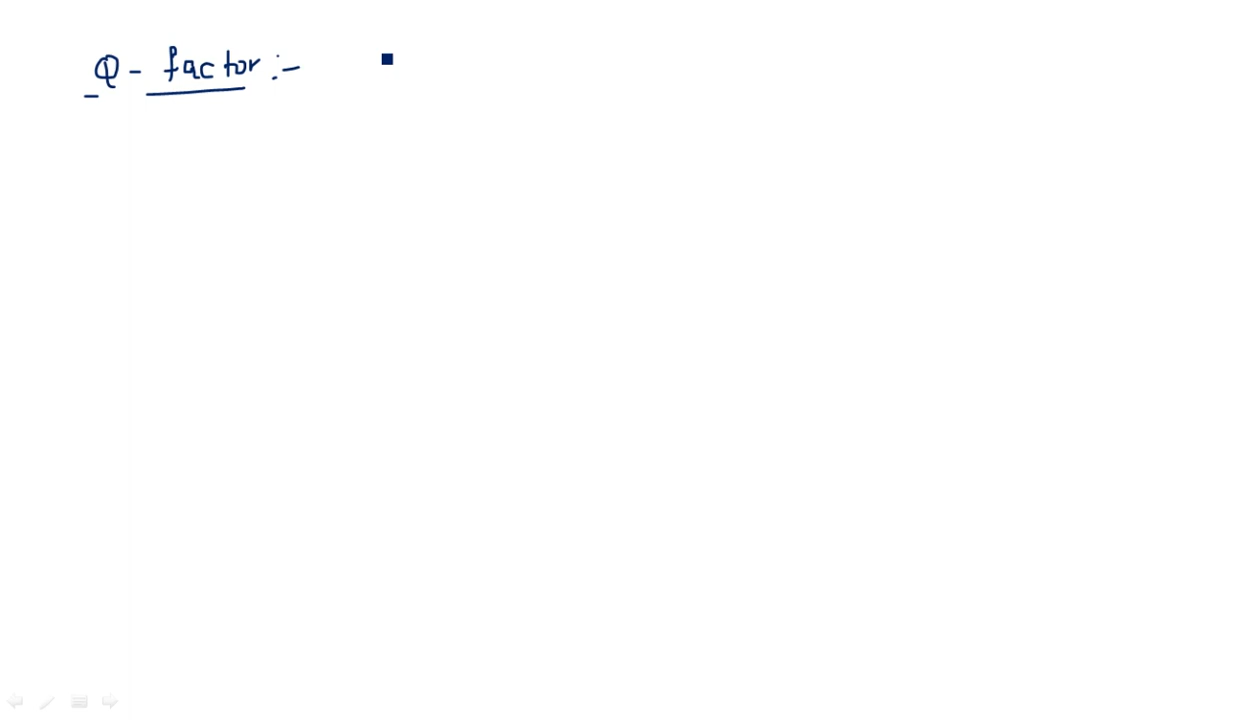 Q - factor :-